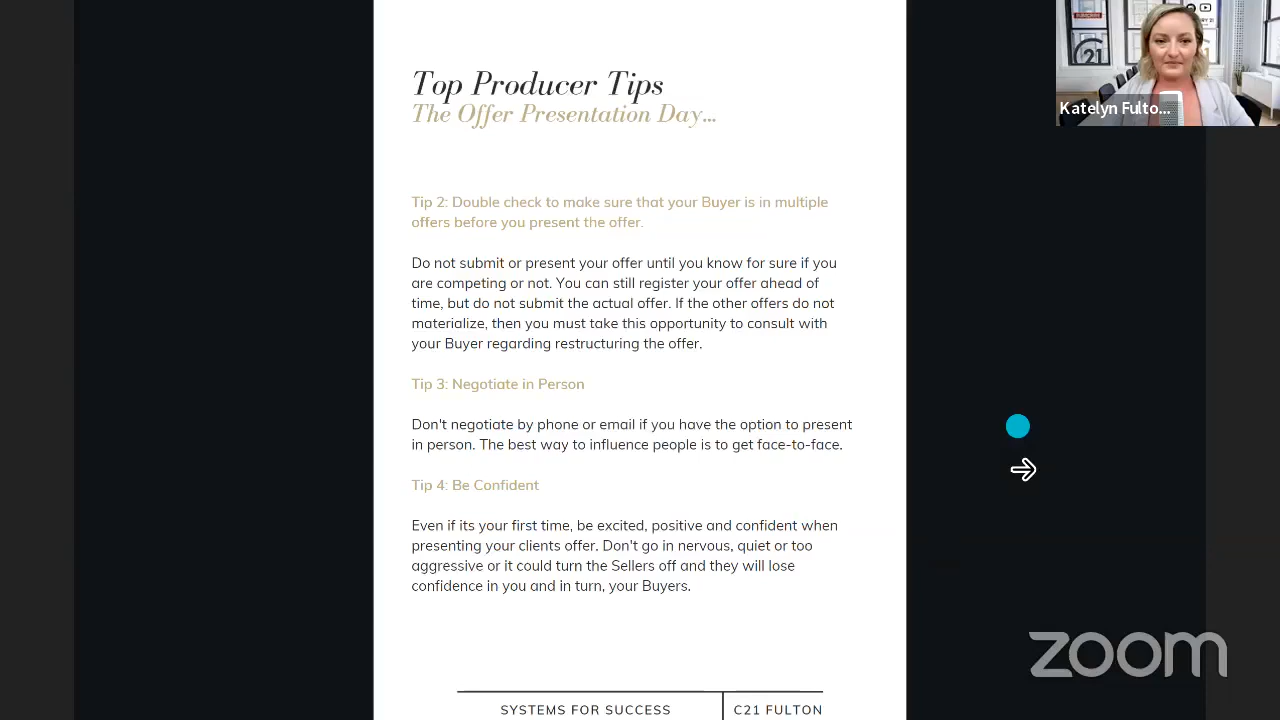 Top Producer Tips
The Offer Presentation Day...
Tip 2: Double check to make sure that your Buyer is in multiple
offers before you present the offer.
Do not submit or present your offer until you know for sure if you
are competing or not. You can still register your offer ahead of
time, but do not submit the actual offer. If the other offers do not
materialize, then you must take this opportunity to consult with
your Buyer regarding restructuring the offer.
Tip 3: Negotiate in Person
Don't negotiate by phone or email if you have the option to present
in person. The best way to influence people is to get face-to-face.
Tip 4: Be Confident
Even if its your first time, be excited, positive and confident when
presenting your clients offer. Don't go in nervous, quiet or too
aggressive or it could turn the Sellers off and they will lose
confidence in you and in turn, your Buyers.
SYSTEMS FOR SUCCESS
C21 FULTON
SUBSCRIBE
21
Katelyn Fulto...
zoom